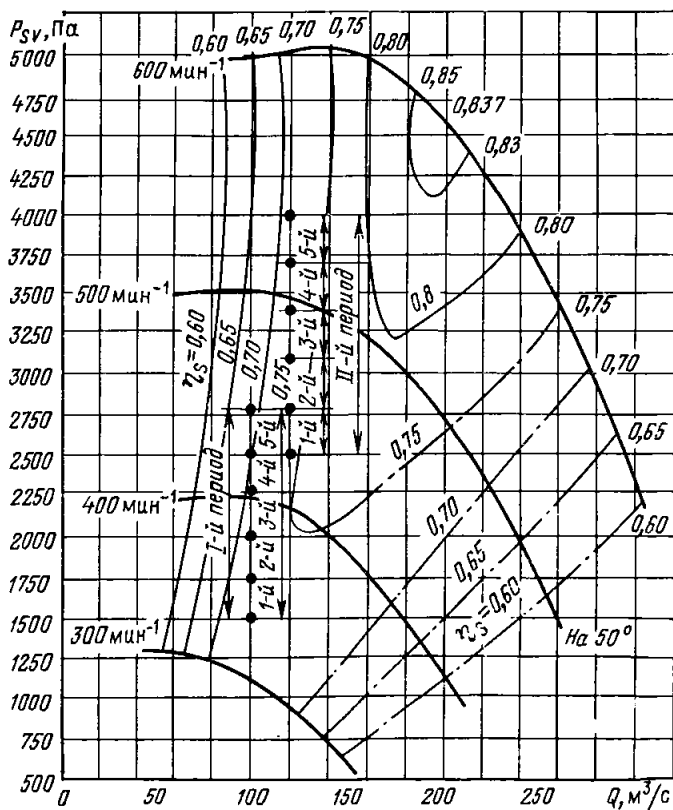 P_SV, Па
0,60 0,65 0,70 0,75 0,80
5000
600 мин⁻¹
0,85
4750
0,837
4500
0,83
4250
4000
0,80
3750
5-й
4-й
3500
500 мин⁻¹
0,75
3250
3-й
0,8
II-й период
ηs=0,60
0,65
0,70
3000
0,75
2-й
0,70
2750
1-й
0,75
0,65
2500
5-й
4-й
2250
400 мин⁻¹
I-й период
3-й
0,70
0,60
2000
2-й
0,65
1750
1-й
ηs=0,60
1500
300 мин⁻¹
На 50°
1250
1000
750
500
0 50 100 150 200 250 Q, м³/с